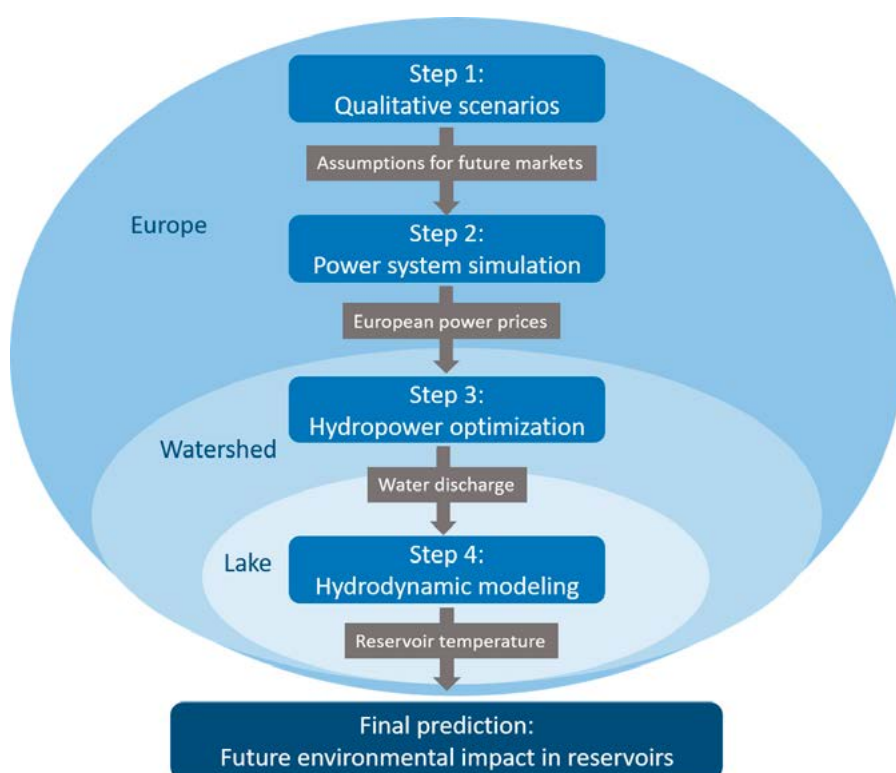 Step 1:
Qualitative scenarios
Assumptions for future markets
Europe
Step 2:
Power system simulation
European power prices
Step 3:
Hydropower optimization
Watershed
Water discharge
Step 4:
Lake
Hydrodynamic modeling
Reservoir temperature
Final prediction:
Future environmental impact in reservoirs